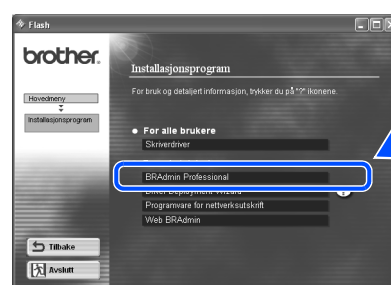 Flash
brother.
Installasjonsprogram
For bruk og detaljert informasjon, trykker du på "?" ikonene.
Hovedmeny
Installasjonsprogram
For alle brukere
Skriverdriver
BRAdmin Professional
Driver Deployment Wizard
Programvare for nettverksutskrift
Web BRAdmin
Tilbake
Avslutt